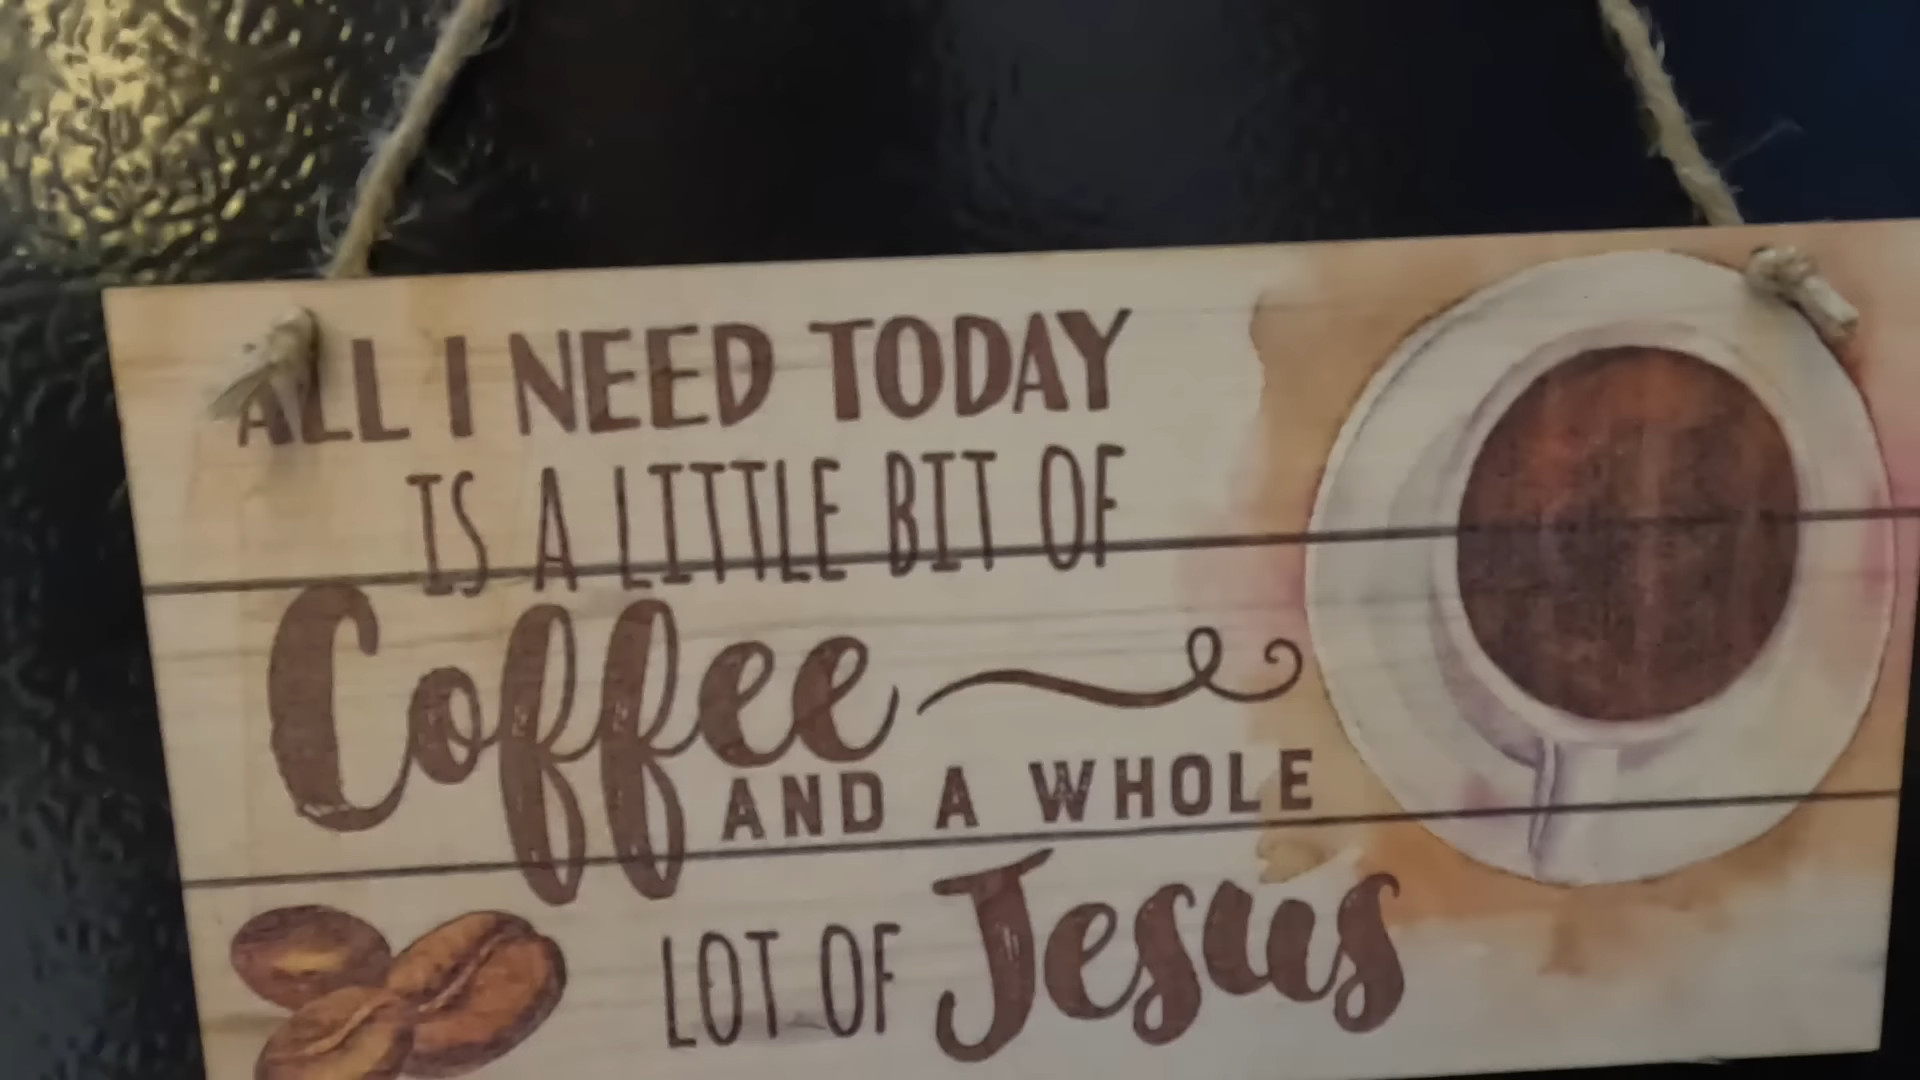 ALL I NEED TODAY
IS A LITTLE BIT OF
Coffee
AND A WHOLE
LOT OF Jesus